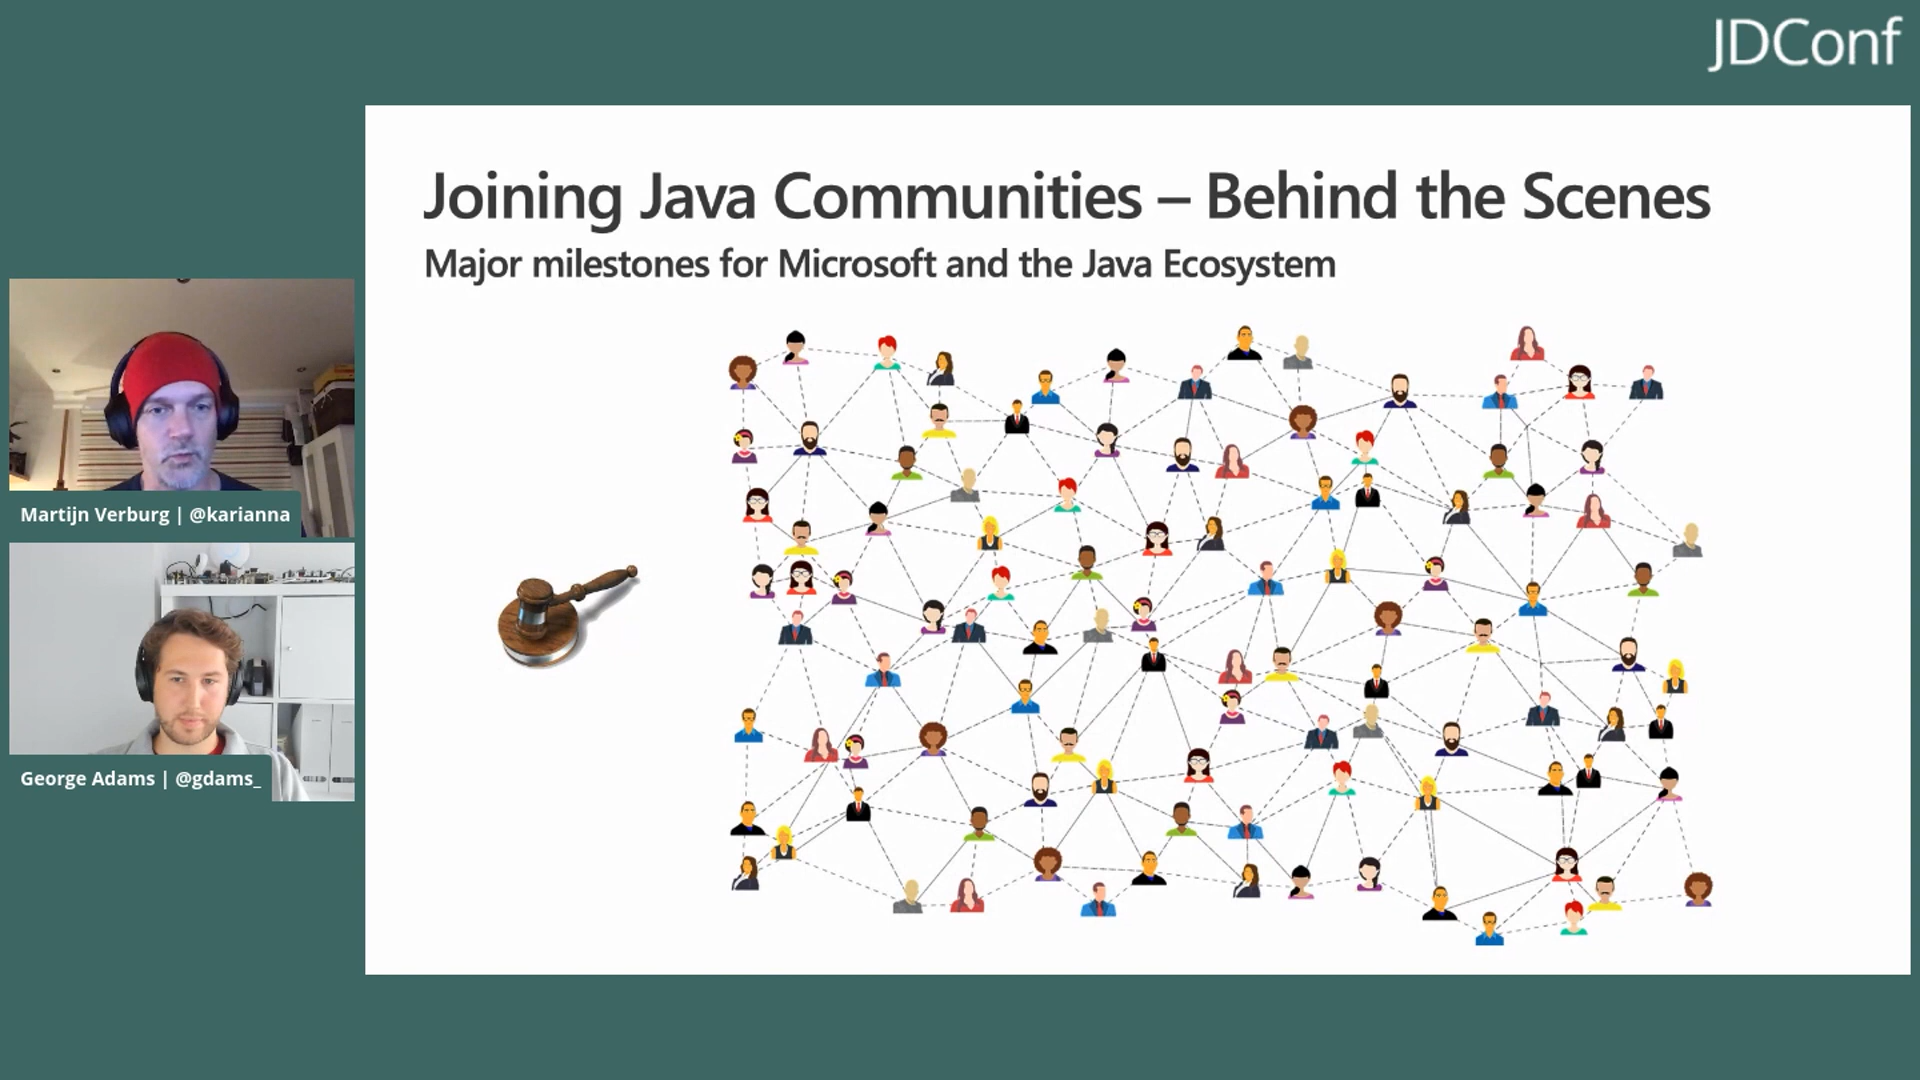 JDConf
Joining Java Communities – Behind the Scenes
Major milestones for Microsoft and the Java Ecosystem
Martijn Verburg | @karianna
George Adams | @gdams_